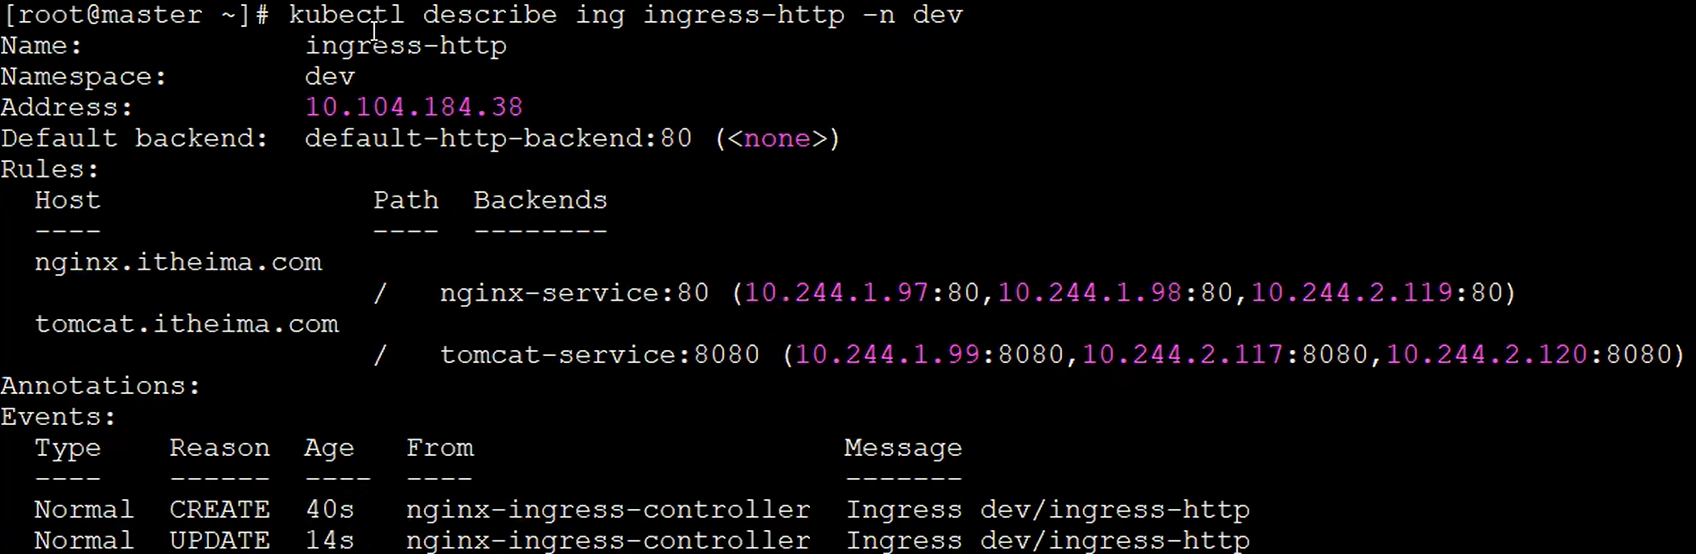 [root@master ~]# kubectl describe ing ingress-http -n dev
Name:             ingress-http
Namespace:        dev
Address:          10.104.184.38
Default backend:  default-http-backend:80 (<none>)
Rules:
  Host                Path  Backends
  ----                ----  --------
  nginx.itheima.com
                      /   nginx-service:80 (10.244.1.97:80,10.244.1.98:80,10.244.2.119:80)
  tomcat.itheima.com
                      /   tomcat-service:8080 (10.244.1.99:8080,10.244.2.117:8080,10.244.2.120:8080)
Annotations:
Events:
  Type    Reason  Age   From                      Message
  ----    ------  ----  ----                      -------
  Normal  CREATE  40s   nginx-ingress-controller  Ingress dev/ingress-http
  Normal  UPDATE  14s   nginx-ingress-controller  Ingress dev/ingress-http